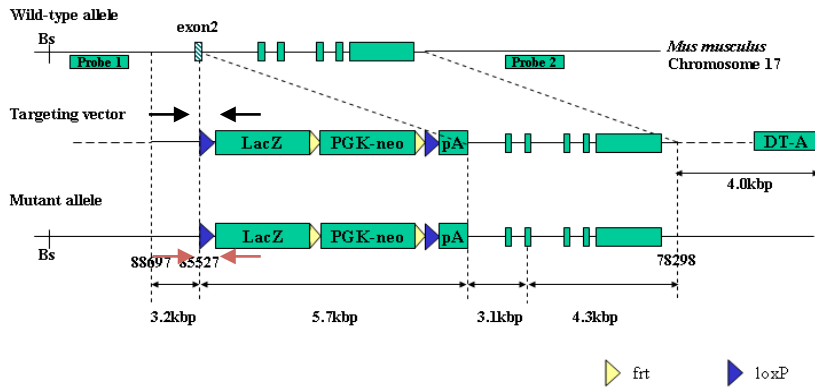 Wild-type allele
exon2
Bs
Probe 1
Probe 2
Mus musculus
Chromosome 17
Targeting vector
LacZ
PGK-neo
pA
DT-A
4.0kbp
Mutant allele
LacZ
PGK-neo
pA
Bs
88697
85527
78298
3.2kbp
5.7kbp
3.1kbp
4.3kbp
frt
loxP